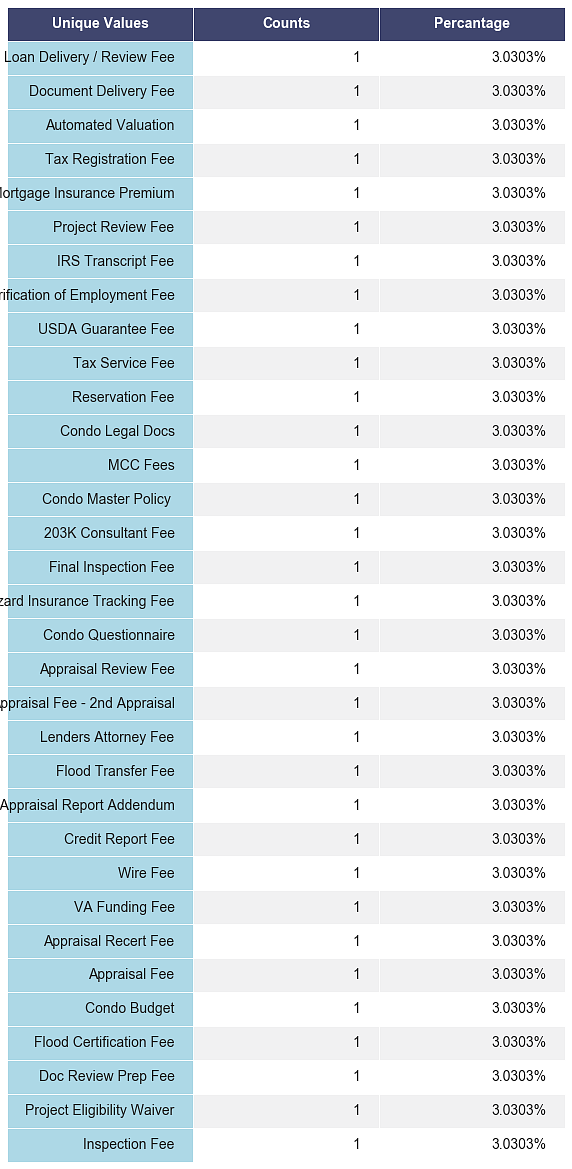 Unique Values Counts Percantage
Loan Delivery / Review Fee 1 3.0303%
Document Delivery Fee 1 3.0303%
Automated Valuation 1 3.0303%
Tax Registration Fee 1 3.0303%
Insurance Premium 1 3.0303%
Project Review Fee 1 3.0303%
IRS Transcript Fee 1 3.0303%
of Employment Fee 1 3.0303%
USDA Guarantee Fee 1 3.0303%
Tax Service Fee 1 3.0303%
Reservation Fee 1 3.0303%
Condo Legal Docs 1 3.0303%
MCC Fees 1 3.0303%
Condo Master Policy 1 3.0303%
203K Consultant Fee 1 3.0303%
Final Inspection Fee 1 3.0303%
Insurance Tracking Fee 1 3.0303%
Condo Questionnaire 1 3.0303%
Appraisal Review Fee 1 3.0303%
Fee - 2nd Appraisal 1 3.0303%
Lenders Attorney Fee 1 3.0303%
Flood Transfer Fee 1 3.0303%
Appraisal Report Addendum 1 3.0303%
Credit Report Fee 1 3.0303%
Wire Fee 1 3.0303%
VA Funding Fee 1 3.0303%
Appraisal Recert Fee 1 3.0303%
Appraisal Fee 1 3.0303%
Condo Budget 1 3.0303%
Flood Certification Fee 1 3.0303%
Doc Review Prep Fee 1 3.0303%
Project Eligibility Waiver 1 3.0303%
Inspection Fee 1 3.0303%